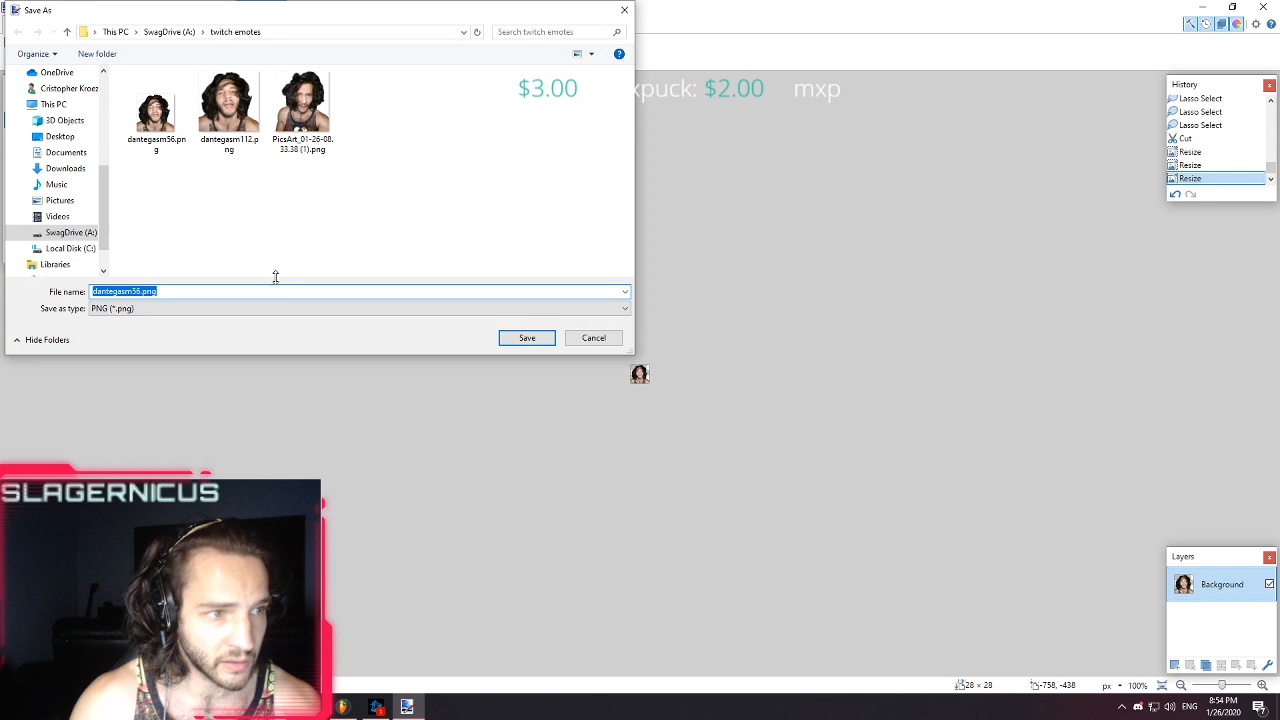 Save As
This PC
SwagDrive (A:)
twitch emotes
Search twitch emotes
Organize
New folder
OneDrive
Christopher Kroez
This PC
3D Objects
Desktop
Documents
Downloads
Music
Pictures
Videos
SwagDrive (A:)
Local Disk (C:)
Libraries
dantegasm56.pn
g
dantegasm112.p
ng
PicsArt_01-26-08.
33.38 (1).png
File name:
dantegasm56.png
Save as type:
PNG (*.png)
Hide Folders
Save
Cancel
$3.00
xpuck: $2.00
mxp
History
Lasso Select
Lasso Select
Lasso Select
Cut
Resize
Resize
Resize
SLAGERNICUS
Layers
Background
28 × 28
-758, -438
px
100%
8:54 PM
1/26/2020